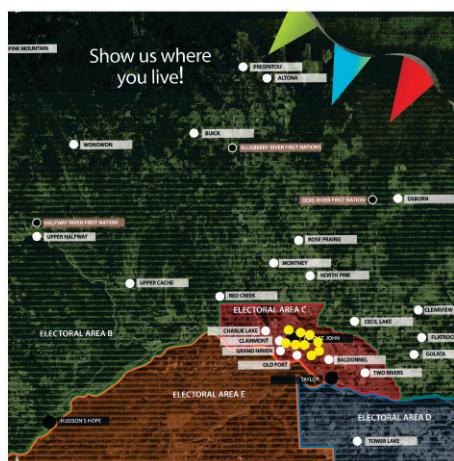 PINK MOUNTAIN
Show us where
you live!
PRESPATOU
ALTONA
BUICK
WONOWON
BLUEBERRY RIVER FIRST NATIONS
DOIG RIVER FIRST NATION
OSBORN
HALFWAY RIVER FIRST NATION
UPPER HALFWAY
ROSE PRAIRIE
MONTNEY
NORTH PINE
UPPER CACHE
RED CREEK
ELECTORAL AREA C
CLEARVIEW
CECIL LAKE
ELECTORAL AREA B
CHARLIE LAKE
ST. JOHN
CLAIRMONT
GRAND HAVEN
GOLATA
OLD FORT
BALDONNEL
TAYLOR
TWO RIVERS
ELECTORAL AREA E
ELECTORAL AREA D
HUDSON'S HOPE
TOWER LAKE